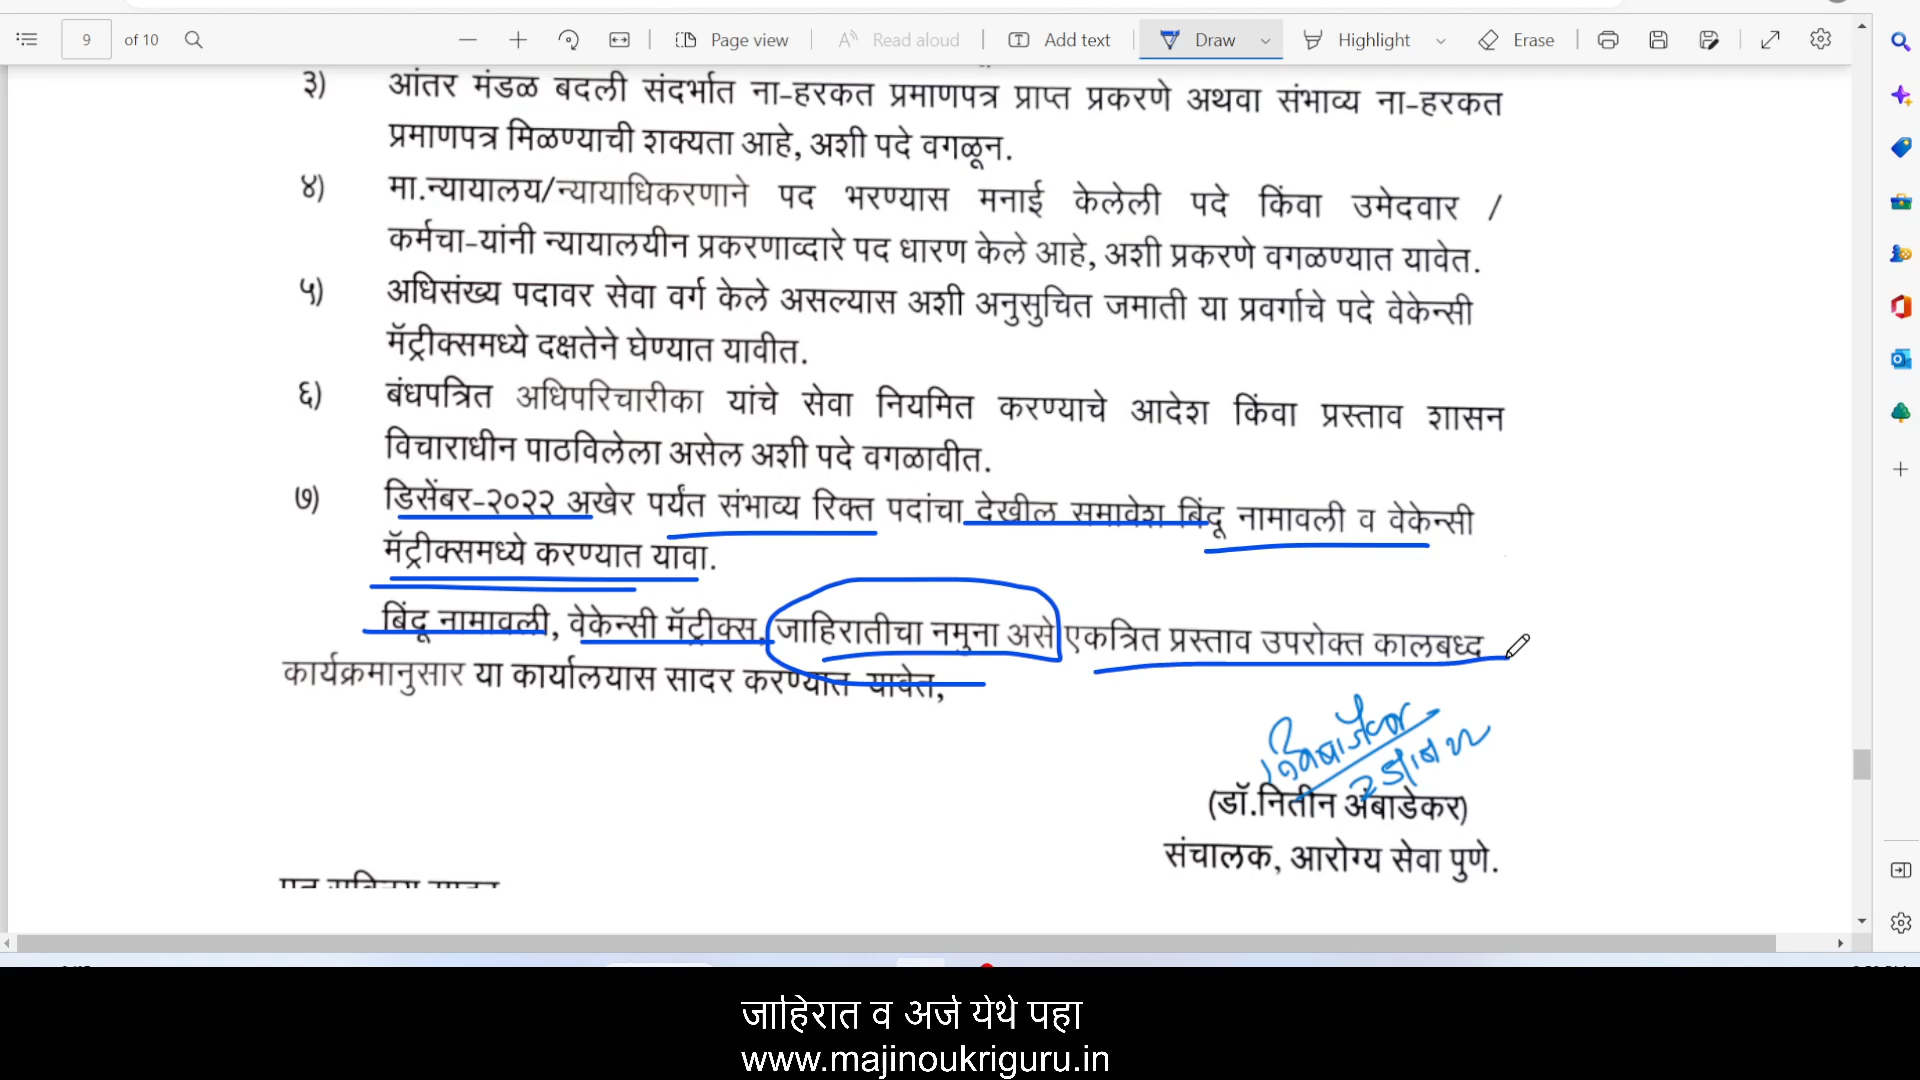 9 of 10 Page view Read aloud Add text Draw Highlight Erase
३) आंतर मंडळ बदली संदर्भात ना-हरकत प्रमाणपत्र प्राप्त प्रकरणे अथवा संभाव्य ना-हरकत
प्रमाणपत्र मिळण्याची शक्यता आहे, अशी पदे वगळून.
४) मा.न्यायालय/न्यायाधिकरणाने पद भरण्यास मनाई केलेली पदे किंवा उमेदवार /
कर्मचा-यांनी न्यायालयीन प्रकरणाव्दारे पद धारण केले आहे, अशी प्रकरणे वगळण्यात यावेत.
५) अधिसंख्य पदावर सेवा वर्ग केले असल्यास अशी अनुसुचित जमाती या प्रवर्गाचे पदे वेकेन्सी
मॅट्रीक्समध्ये दक्षतेने घेण्यात यावीत.
६) बंधपत्रित अधिपरिचारीका यांचे सेवा नियमित करण्याचे आदेश किंवा प्रस्ताव शासन
विचाराधीन पाठविलेला असेल अशी पदे वगळावीत.
७) डिसेंबर-२०२२ अखेर पर्यंत संभाव्य रिक्त पदांचा देखील समावेश बिंदू नामावली व वेकेन्सी
मॅट्रीक्समध्ये करण्यात यावा.
बिंदू नामावली, वेकेन्सी मॅट्रीक्स, जाहिरातीचा नमुना असे एकत्रित प्रस्ताव उपरोक्त कालबध्द
कार्यक्रमानुसार या कार्यालयास सादर करण्यात यावेत,
(डॉ.नितीन अंबाडेकर)
संचालक, आरोग्य सेवा पुणे.
जाहिरात व अर्ज येथे पहा
www.majinoukriguru.in